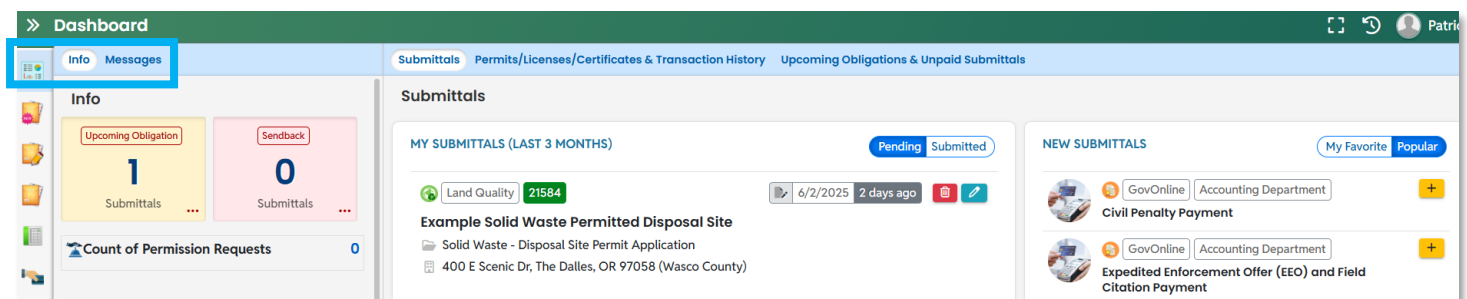 Dashboard
Info Messages
Submittals Permits/Licenses/Certificates & Transaction History Upcoming Obligations & Unpaid Submittals
Info
Upcoming Obligation
1
Submittals
...
Sendback
0
Submittals
...
Count of Permission Requests 0
Submittals
MY SUBMITTALS (LAST 3 MONTHS)
Pending Submitted
Land Quality 21584
6/2/2025 2 days ago
Example Solid Waste Permitted Disposal Site
Solid Waste - Disposal Site Permit Application
400 E Scenic Dr, The Dalles, OR 97058 (Wasco County)
NEW SUBMITTALS
My Favorite Popular
GovOnline Accounting Department
+
Civil Penalty Payment
GovOnline Accounting Department
+
Expedited Enforcement Offer (EEO) and Field
Citation Payment